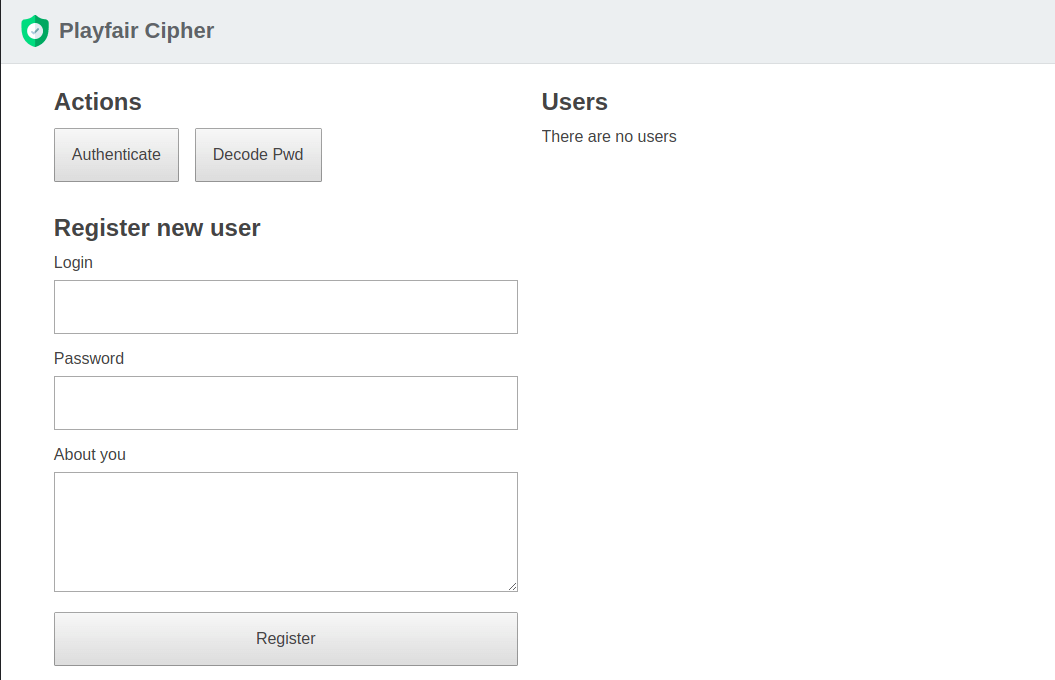 Playfair Cipher
Actions
Authenticate
Decode Pwd
Register new user
Login
Password
About you
Register
Users
There are no users